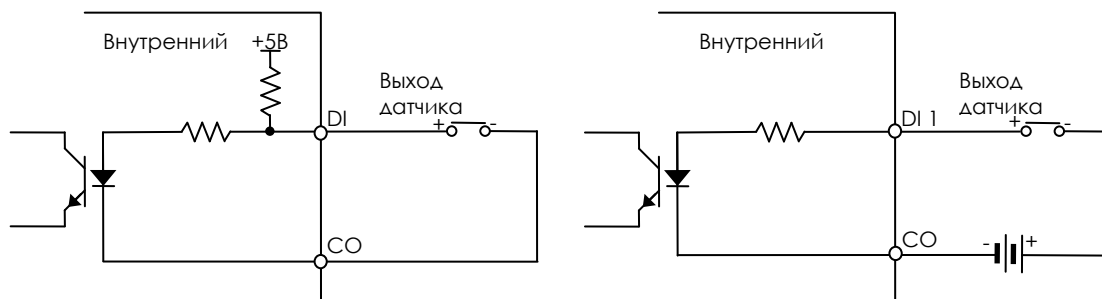 Внутренний +5В
Выход
датчика
DI
+ -
CO
Внутренний
Выход
датчика
DI 1
+ -
CO
- +